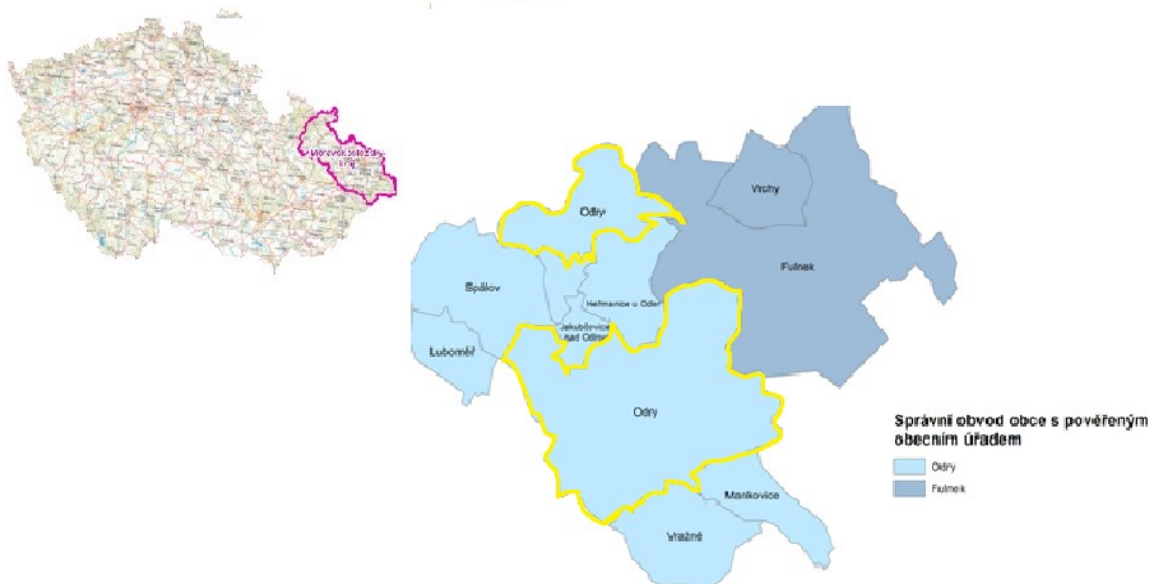 Moravskoslezský
kraj
Odry
Vrchy
Fulnek
Spálov
Heřmanice u Oder
Jakubčovice
nad Odrou
Luboměř
Odry
Mankovice
Vražné
Správní obvod obce s pověřeným
obecním úřadem
Odry
Fulnek